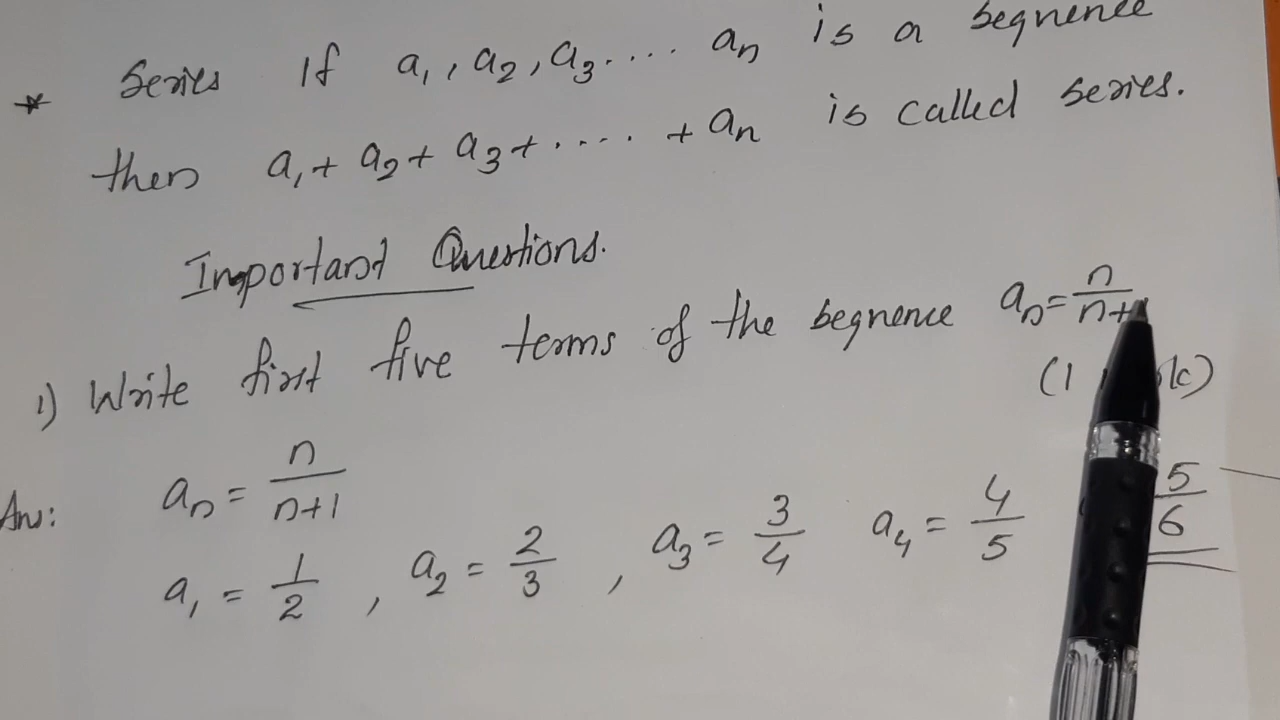 * Series If a₁, a₂, a₃.... aₙ is a sequence
then a₁ + a₂ + a₃ + ..... + aₙ is called series.
Important Questions.
1) Write first five terms of the sequence aₙ = n/n+
(1
Ans: aₙ = n/n+1
a₁ = 1/2 , a₂ = 2/3 , a₃ = 3/4 a₄ = 4/5 5/6